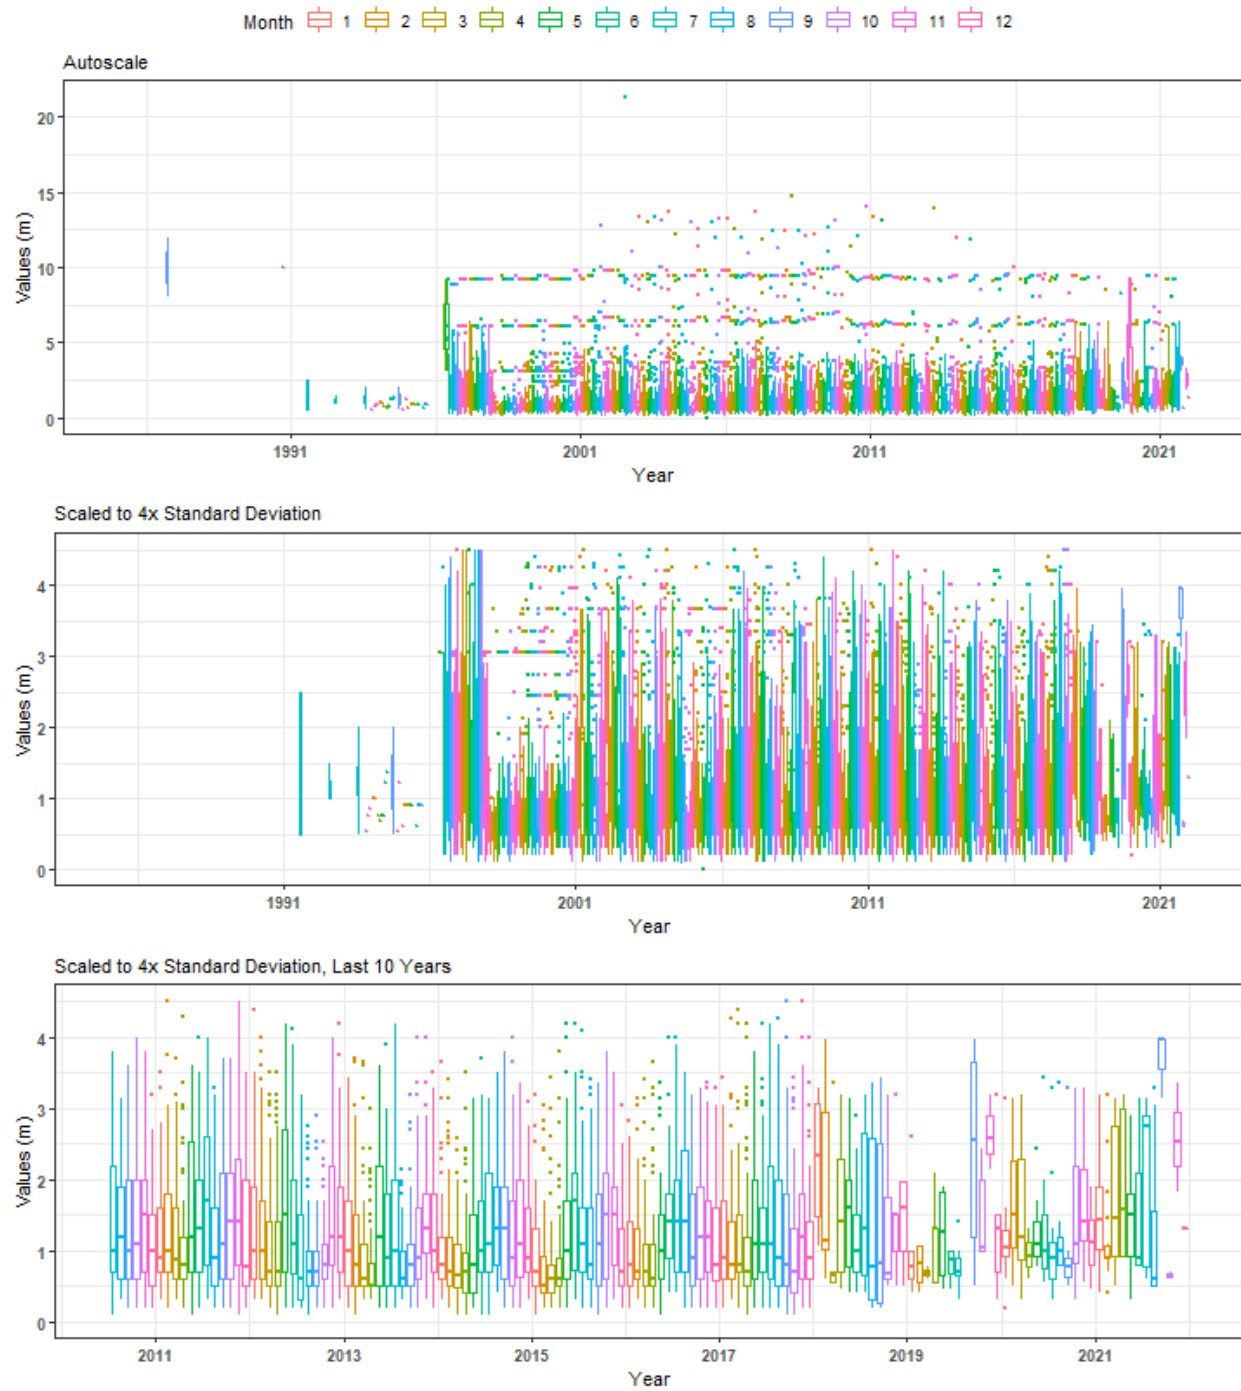 Month 1 2 3 4 5 6 7 8 9 10 11 12
Autoscale
20
15
10
5
0
Values (m)
1991 2001 2011 2021
Year
Scaled to 4x Standard Deviation
4
3
2
1
0
Values (m)
1991 2001 2011 2021
Year
Scaled to 4x Standard Deviation, Last 10 Years
4
3
2
1
0
Values (m)
2011 2013 2015 2017 2019 2021
Year